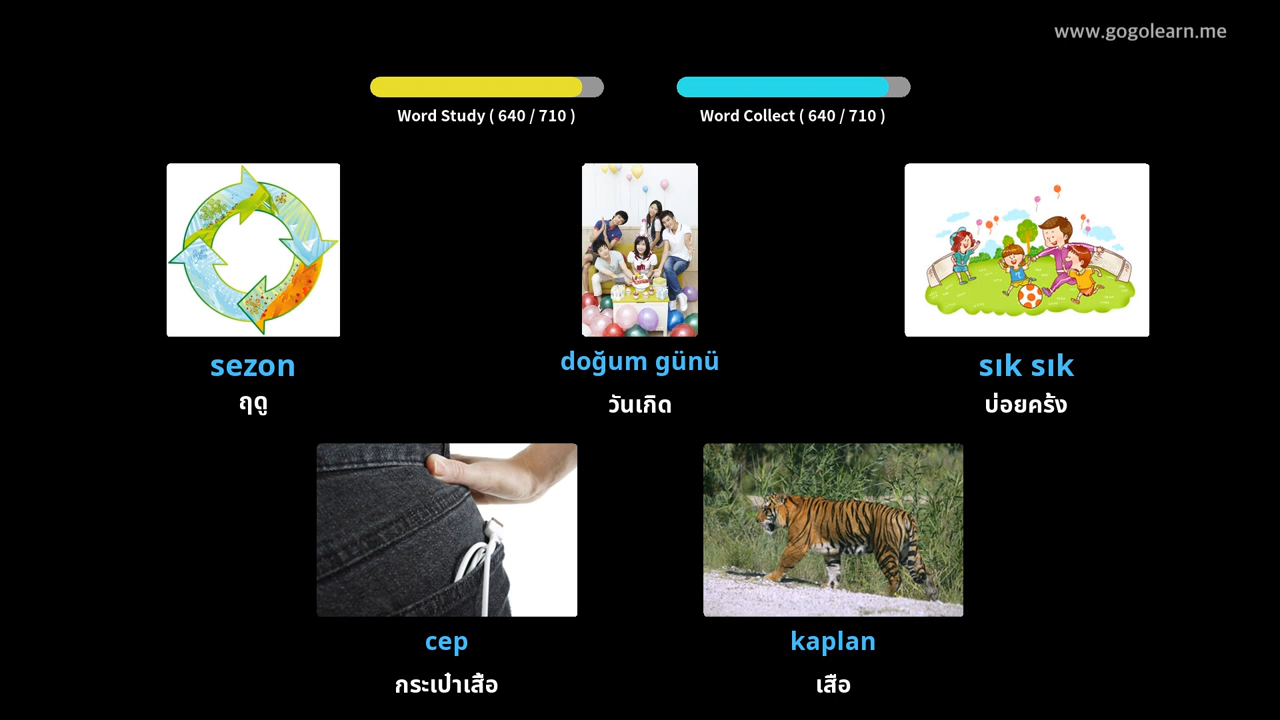 www.gogolearn.me
Word Study ( 640 / 710 )
Word Collect ( 640 / 710 )
sezon
ฤดู
doğum günü
วันเกิด
sık sık
บ่อยครั้ง
cep
กระเป๋าเสื้อ
kaplan
เสือ